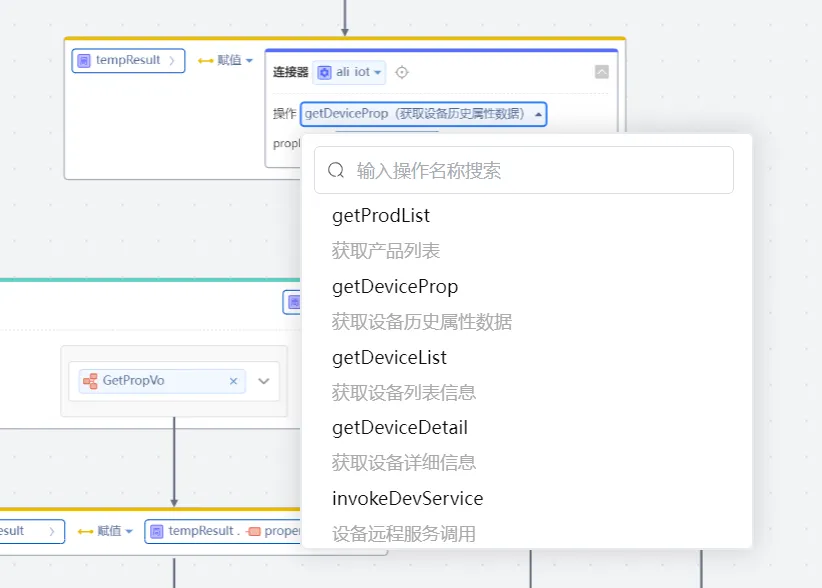 tempResult 赋值 连接器 ali iot
操作 getDeviceProp（获取设备历史属性数据）
输入操作名称搜索
getProdList
获取产品列表
getDeviceProp
获取设备历史属性数据
getDeviceList
获取设备列表信息
getDeviceDetail
获取设备详细信息
invokeDevService
设备远程服务调用
GetPropVo
赋值 tempResult .